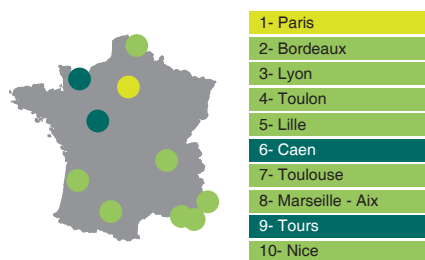 1- Paris
2- Bordeaux
3- Lyon
4- Toulon
5- Lille
6- Caen
7- Toulouse
8- Marseille - Aix
9- Tours
10- Nice